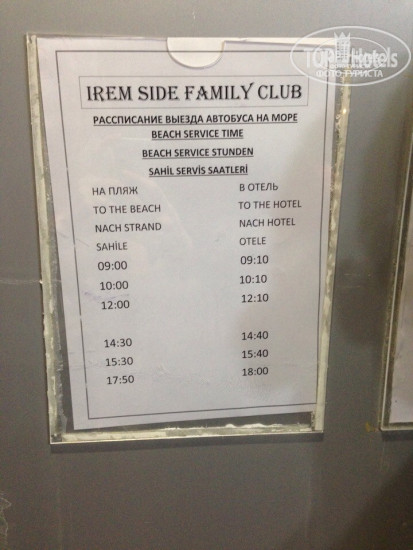 TOPHotels
ФОТО ТУРИСТА
IREM SIDE FAMILY CLUB
РАССПИСАНИЕ ВЫЕЗДА АВТОБУСА НА МОРЕ
BEACH SERVICE TIME
BEACH SERVICE STUNDEN
SAHİL SERVİS SAATLERİ
НА ПЛЯЖ В ОТЕЛЬ
TO THE BEACH TO THE HOTEL
NACH STRAND NACH HOTEL
SAHİLE OTELE
09:00 09:10
10:00 10:10
12:00 12:10
14:30 14:40
15:30 15:40
17:50 18:00